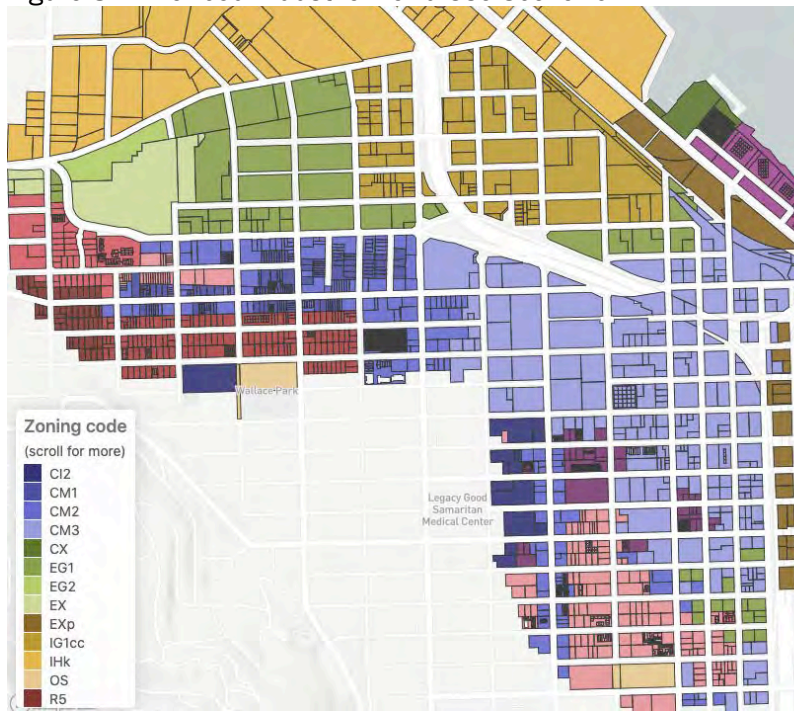 Wallace Park
Legacy Good
Samaritan
Medical Center
Zoning code
(scroll for more)
CI2
CM1
CM2
CM3
CX
EG1
EG2
EX
EXp
IG1cc
IHk
OS
R5